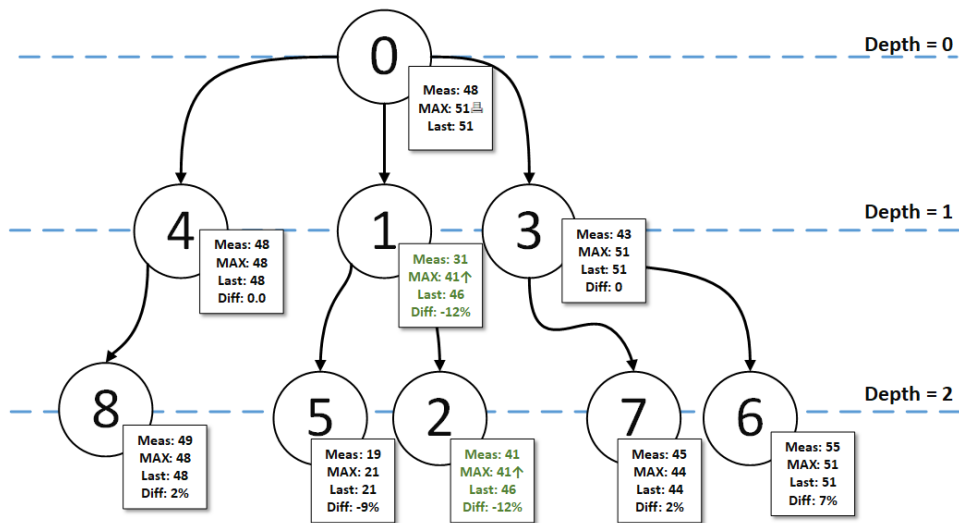 0
Depth = 0
Meas: 48
MAX: 51
Last: 51
4
1
3
Depth = 1
Meas: 48
MAX: 48
Last: 48
Diff: 0.0
Meas: 31
MAX: 41↑
Last: 46
Diff: -12%
Meas: 43
MAX: 51
Last: 51
Diff: 0
8
5
2
7
6
Depth = 2
Meas: 49
MAX: 48
Last: 48
Diff: 2%
Meas: 19
MAX: 21
Last: 21
Diff: -9%
Meas: 41
MAX: 41↑
Last: 46
Diff: -12%
Meas: 45
MAX: 44
Last: 44
Diff: 2%
Meas: 55
MAX: 51
Last: 51
Diff: 7%